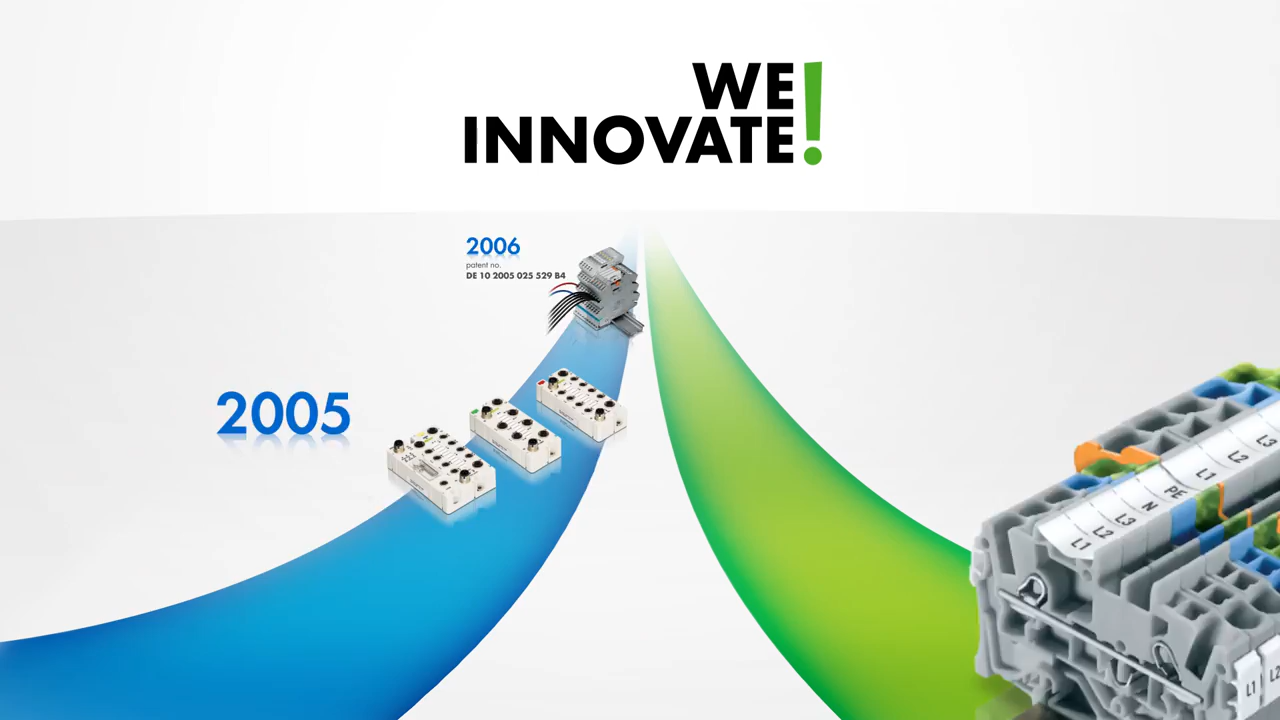 WE
INNOVATE!
2006
patent no.
DE 10 2005 025 529 B4
2005
L3
L2
L1
PE
N
L3
L2
L1
L1
L2